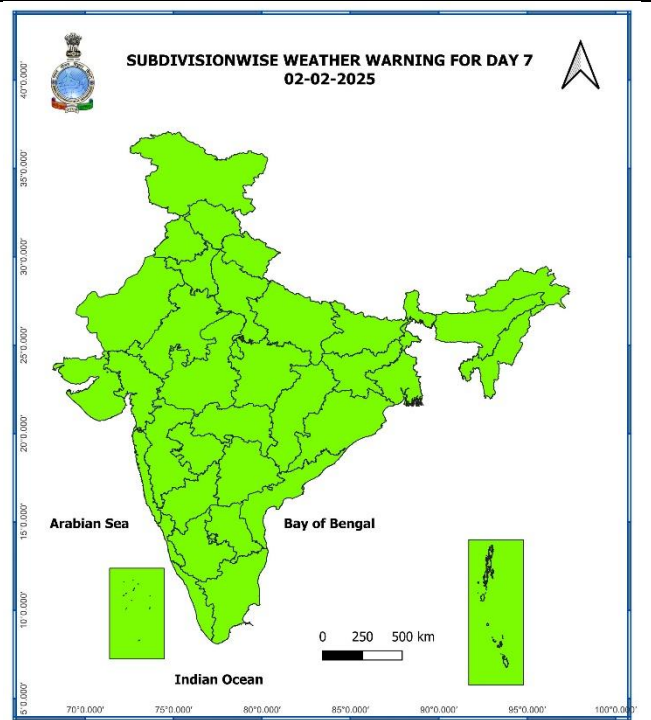 SUBDIVISIONWISE WEATHER WARNING FOR DAY 7
02-02-2025
40°0.000'
35°0.000'
30°0.000'
25°0.000'
20°0.000'
15°0.000'
10°0.000'
5°0.000'
Arabian Sea
Bay of Bengal
0 250 500 km
Indian Ocean
70°0.000' 75°0.000' 80°0.000' 85°0.000' 90°0.000' 95°0.000' 100°0.000'